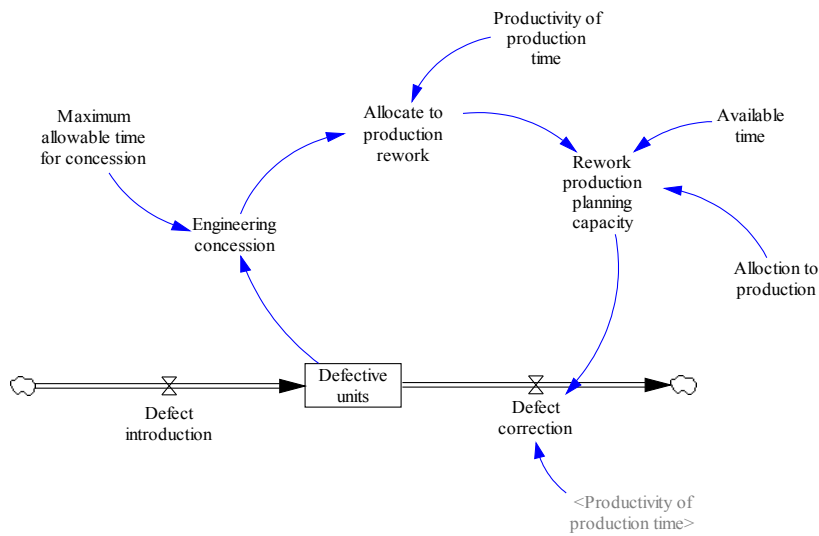 Productivity of
production
time
Maximum
allowable time
for concession
Allocate to
production
rework
Available
time
Rework
production
planning
capacity
Engineering
concession
Alloction to
production
Defective
units
Defect
introduction
Defect
correction
<Productivity of
production time>